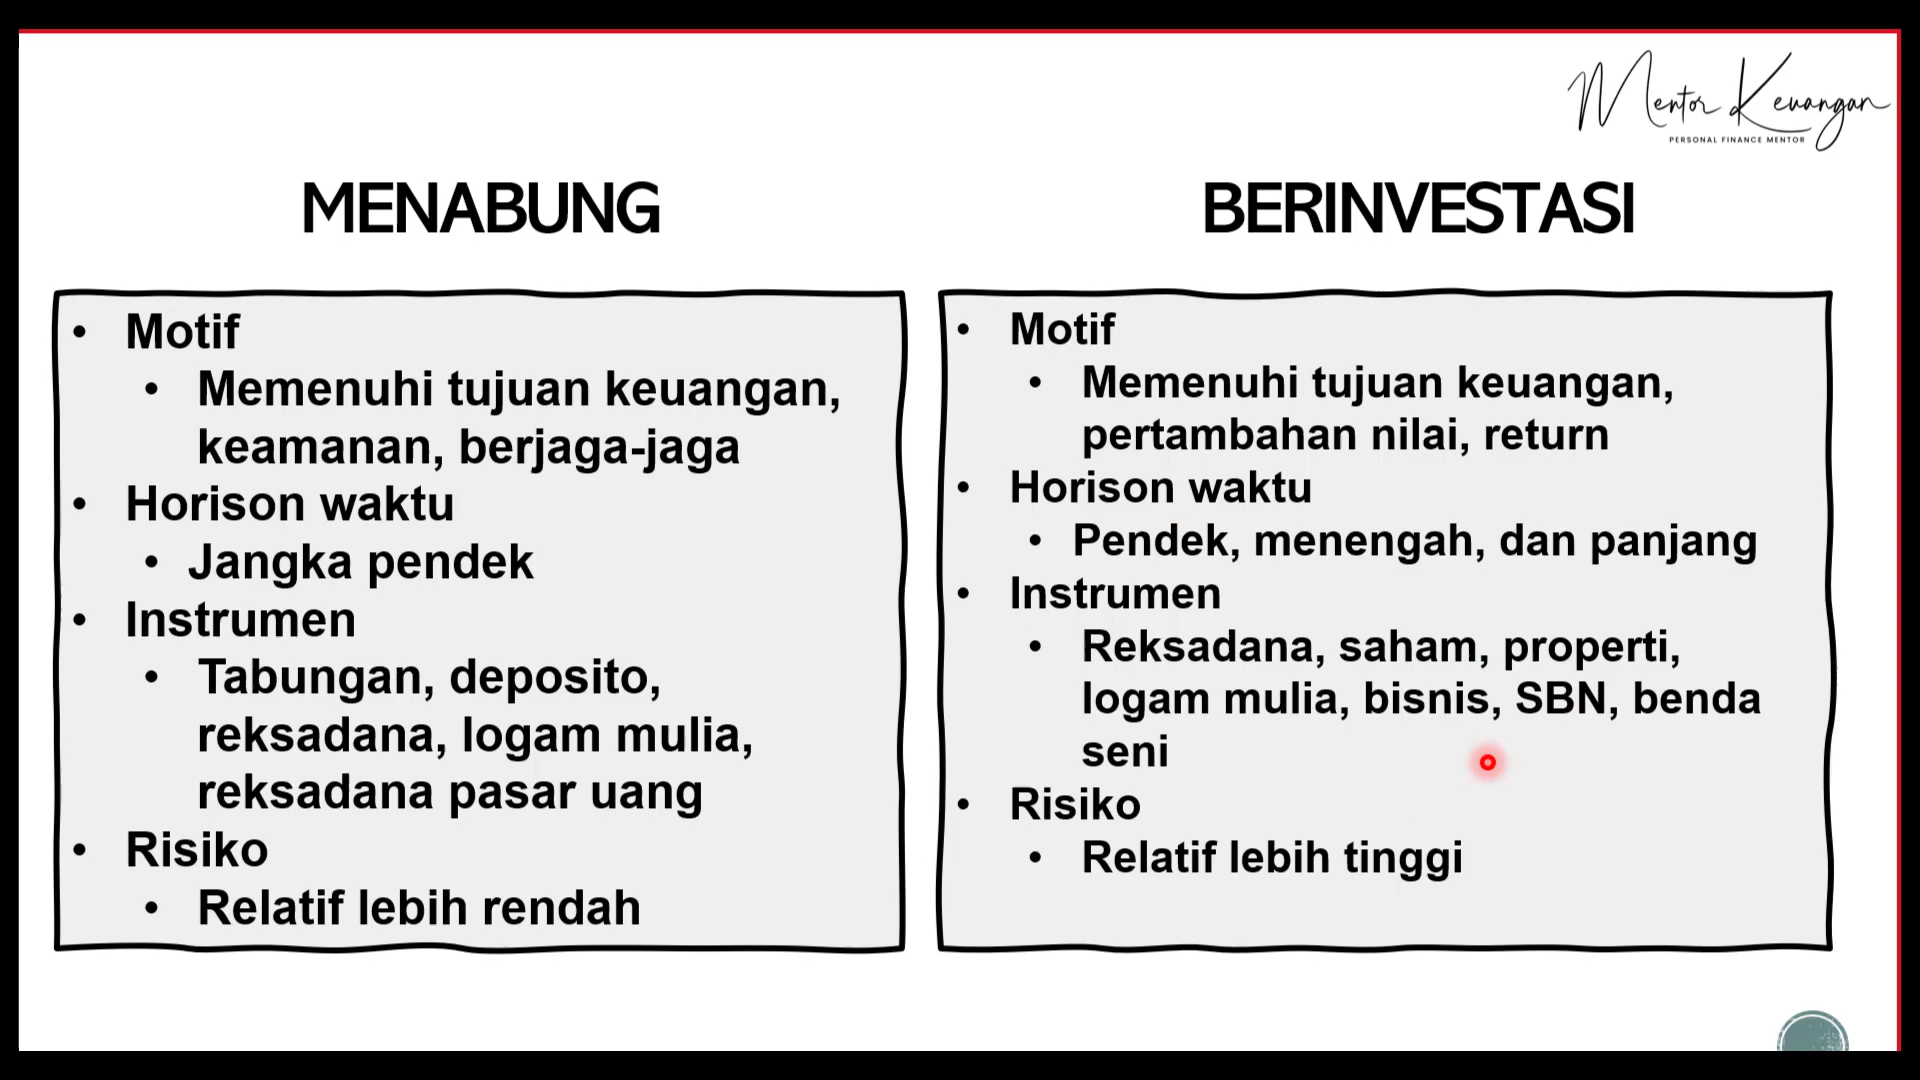 Mentor Keuangan
PERSONAL FINANCE MENTOR
MENABUNG
• Motif
• Memenuhi tujuan keuangan,
keamanan, berjaga-jaga
• Horison waktu
• Jangka pendek
• Instrumen
• Tabungan, deposito,
reksadana, logam mulia,
reksadana pasar uang
• Risiko
• Relatif lebih rendah
BERINVESTASI
• Motif
• Memenuhi tujuan keuangan,
pertambahan nilai, return
• Horison waktu
• Pendek, menengah, dan panjang
• Instrumen
• Reksadana, saham, properti,
logam mulia, bisnis, SBN, benda
seni
• Risiko
• Relatif lebih tinggi